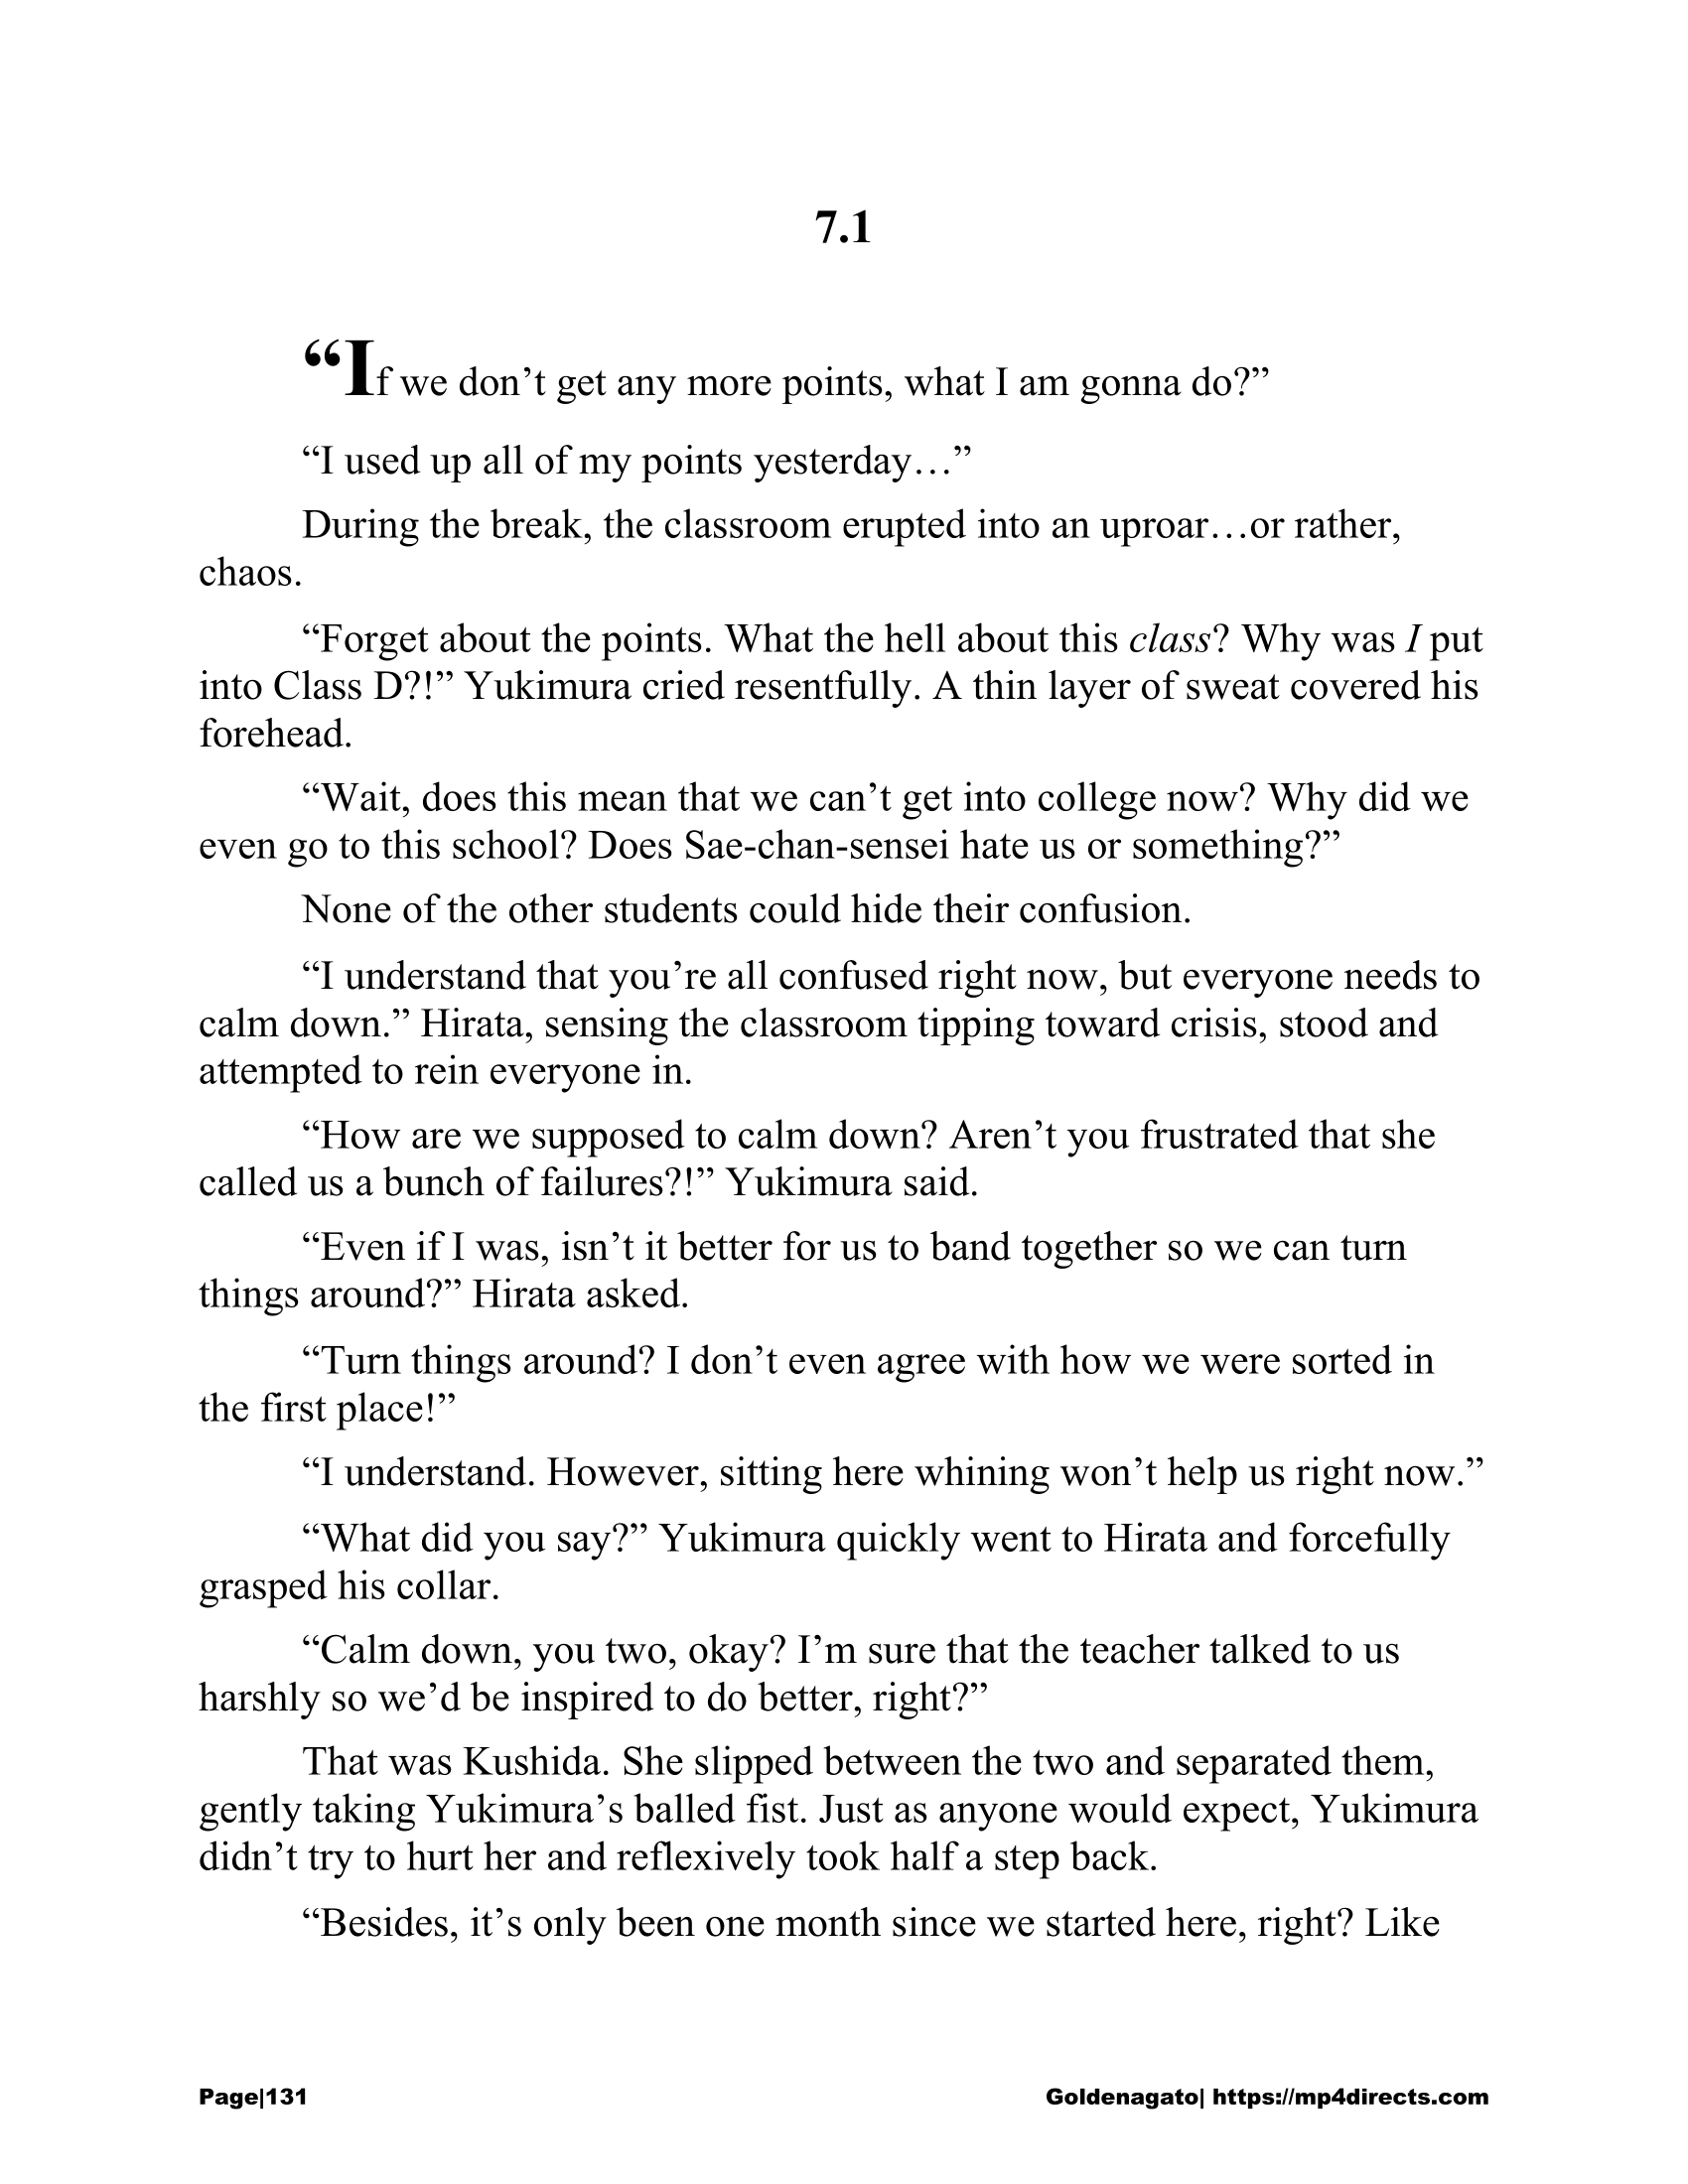 7.1
“If we don’t get any more points, what I am gonna do?”
“I used up all of my points yesterday…”
During the break, the classroom erupted into an uproar…or rather,
chaos.
“Forget about the points. What the hell about this class? Why was I put
into Class D?!” Yukimura cried resentfully. A thin layer of sweat covered his
forehead.
“Wait, does this mean that we can’t get into college now? Why did we
even go to this school? Does Sae-chan-sensei hate us or something?”
None of the other students could hide their confusion.
“I understand that you’re all confused right now, but everyone needs to
calm down.” Hirata, sensing the classroom tipping toward crisis, stood and
attempted to rein everyone in.
“How are we supposed to calm down? Aren’t you frustrated that she
called us a bunch of failures?!” Yukimura said.
“Even if I was, isn’t it better for us to band together so we can turn
things around?” Hirata asked.
“Turn things around? I don’t even agree with how we were sorted in
the first place!”
“I understand. However, sitting here whining won’t help us right now.”
“What did you say?” Yukimura quickly went to Hirata and forcefully
grasped his collar.
“Calm down, you two, okay? I’m sure that the teacher talked to us
harshly so we’d be inspired to do better, right?”
That was Kushida. She slipped between the two and separated them,
gently taking Yukimura’s balled fist. Just as anyone would expect, Yukimura
didn’t try to hurt her and reflexively took half a step back.
“Besides, it’s only been one month since we started here, right? Like
Page|131 Goldenagato| https://mp4directs.com